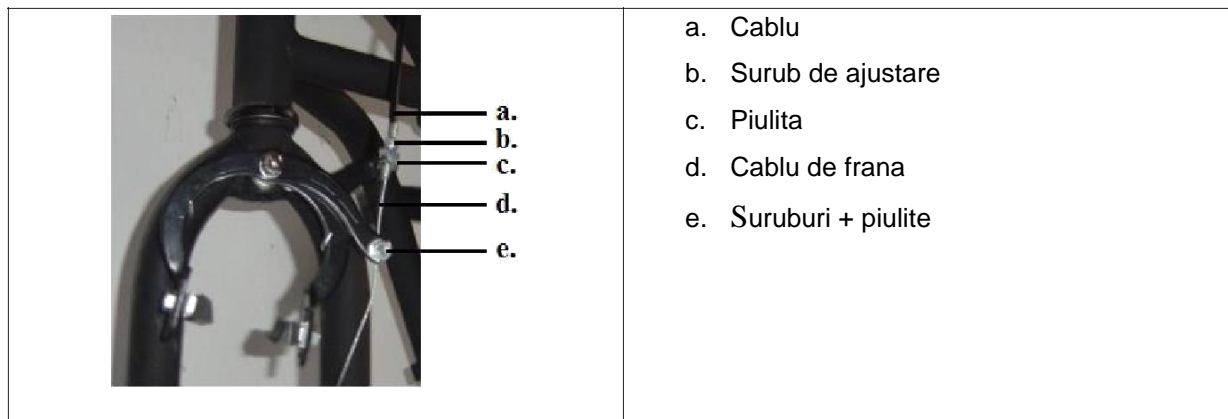 a.
b.
c.
d.
e.
a. Cablu
b. Surub de ajustare
c. Piulita
d. Cablu de frana
e. Suruburi + piulite